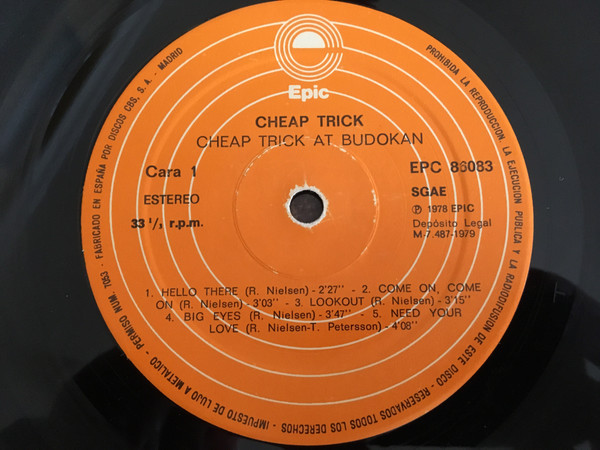 Epic
CHEAP TRICK
CHEAP TRICK AT BUDOKAN
Cara 1
ESTEREO
33 1/3 r.p.m.
EPC 86083
SGAE
Ⓟ 1978 EPIC
Depósito Legal
M-7.487-1979
1. HELLO THERE (R. Nielsen) - 2'27'' - 2. COME ON, COME
ON (R. Nielsen) - 3'03'' - 3. LOOKOUT (R. Nielsen) - 3'15''
4. BIG EYES (R. Nielsen) - 3'47'' - 5. NEED YOUR
LOVE (R. Nielsen-T. Petersson) - 4'08''
PROHIBIDA LA REPRODUCCION, LA EJECUCION PUBLICA Y LA RADIODIFUSION DE ESTE DISCO - RESERVADOS TODOS LOS DERECHOS - IMPUESTO DE LUJO A METALICO - PERMISO NUM. 7053 - FABRICADO EN ESPAÑA POR DISCOS CBS, S. A. - MADRID